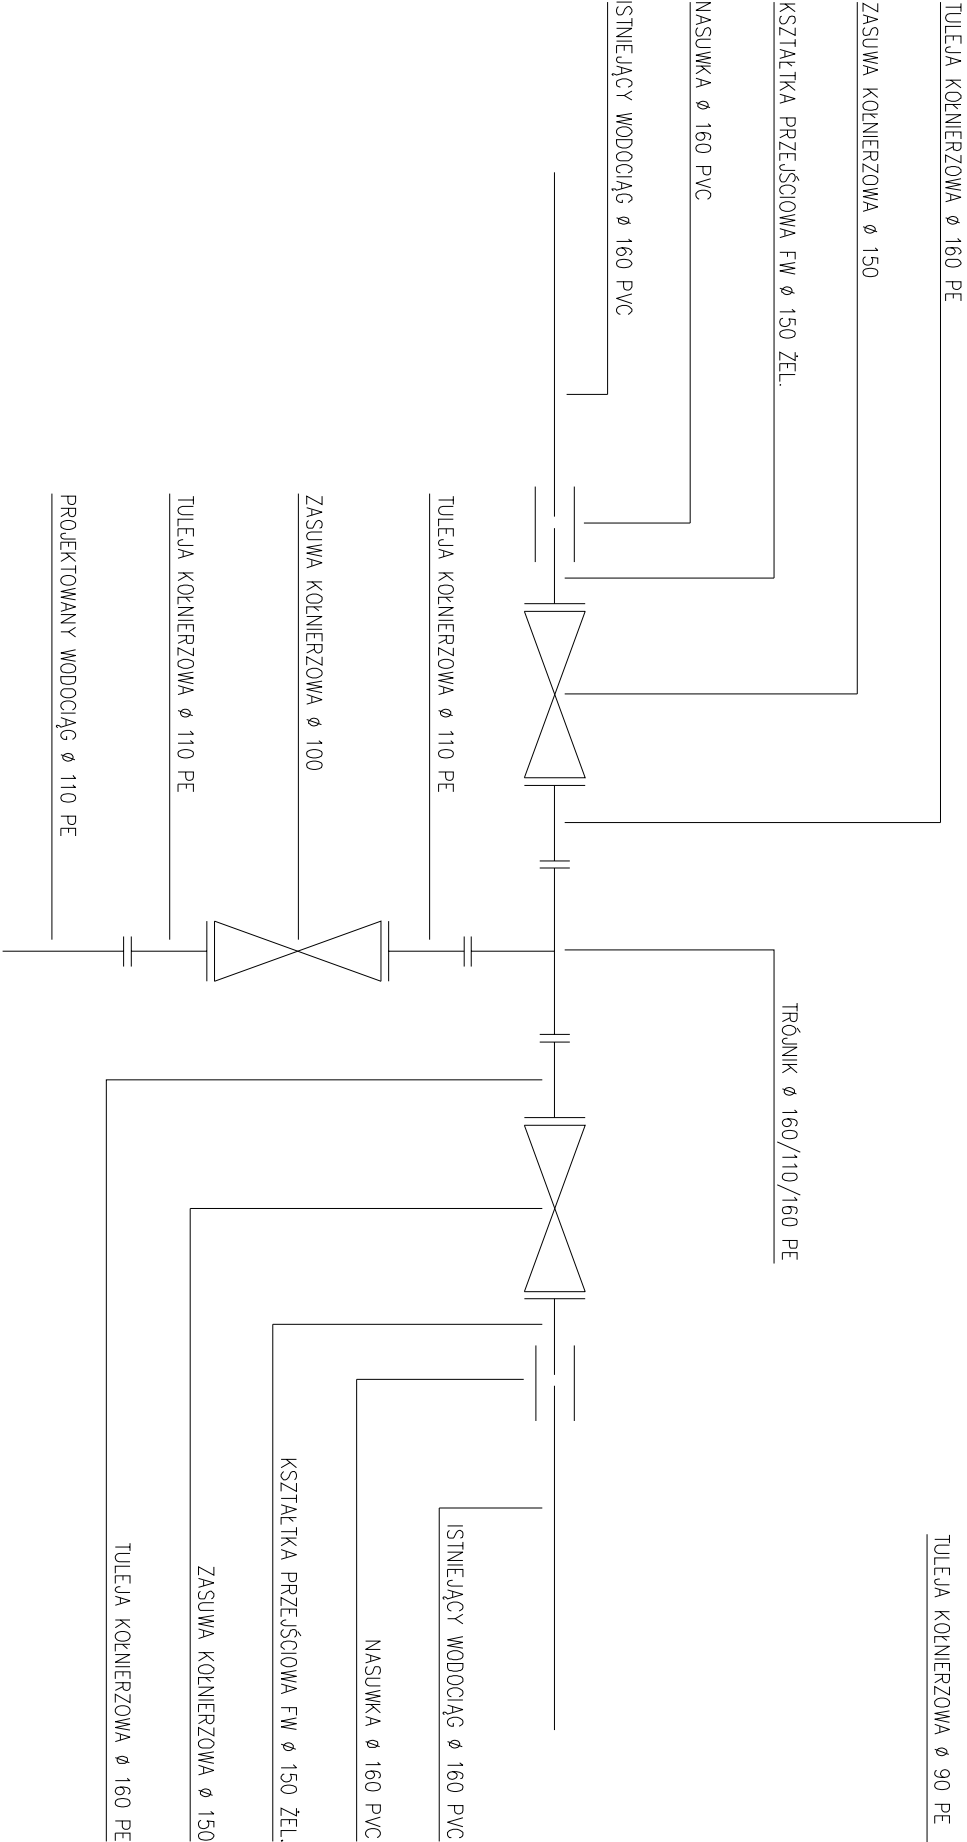 TULEJA KOŁNIERZOWA ø 160 PE
ZASUWA KOŁNIERZOWA ø 150
KSZTAŁTKA PRZEJŚCIOWA FW ø 150 ŻEL.
NASUWKA ø 160 PVC
ISTNIEJĄCY WODOCIĄG ø 160 PVC
TULEJA KOŁNIERZOWA ø 110 PE
ZASUWA KOŁNIERZOWA ø 100
TULEJA KOŁNIERZOWA ø 110 PE
PROJEKTOWANY WODOCIĄG ø 110 PE
TRÓJNIK ø 160/110/160 PE
TULEJA KOŁNIERZOWA ø 90 PE
ISTNIEJĄCY WODOCIĄG ø 160 PVC
NASUWKA ø 160 PVC
KSZTAŁTKA PRZEJŚCIOWA FW ø 150 ŻEL.
ZASUWA KOŁNIERZOWA ø 150
TULEJA KOŁNIERZOWA ø 160 PE